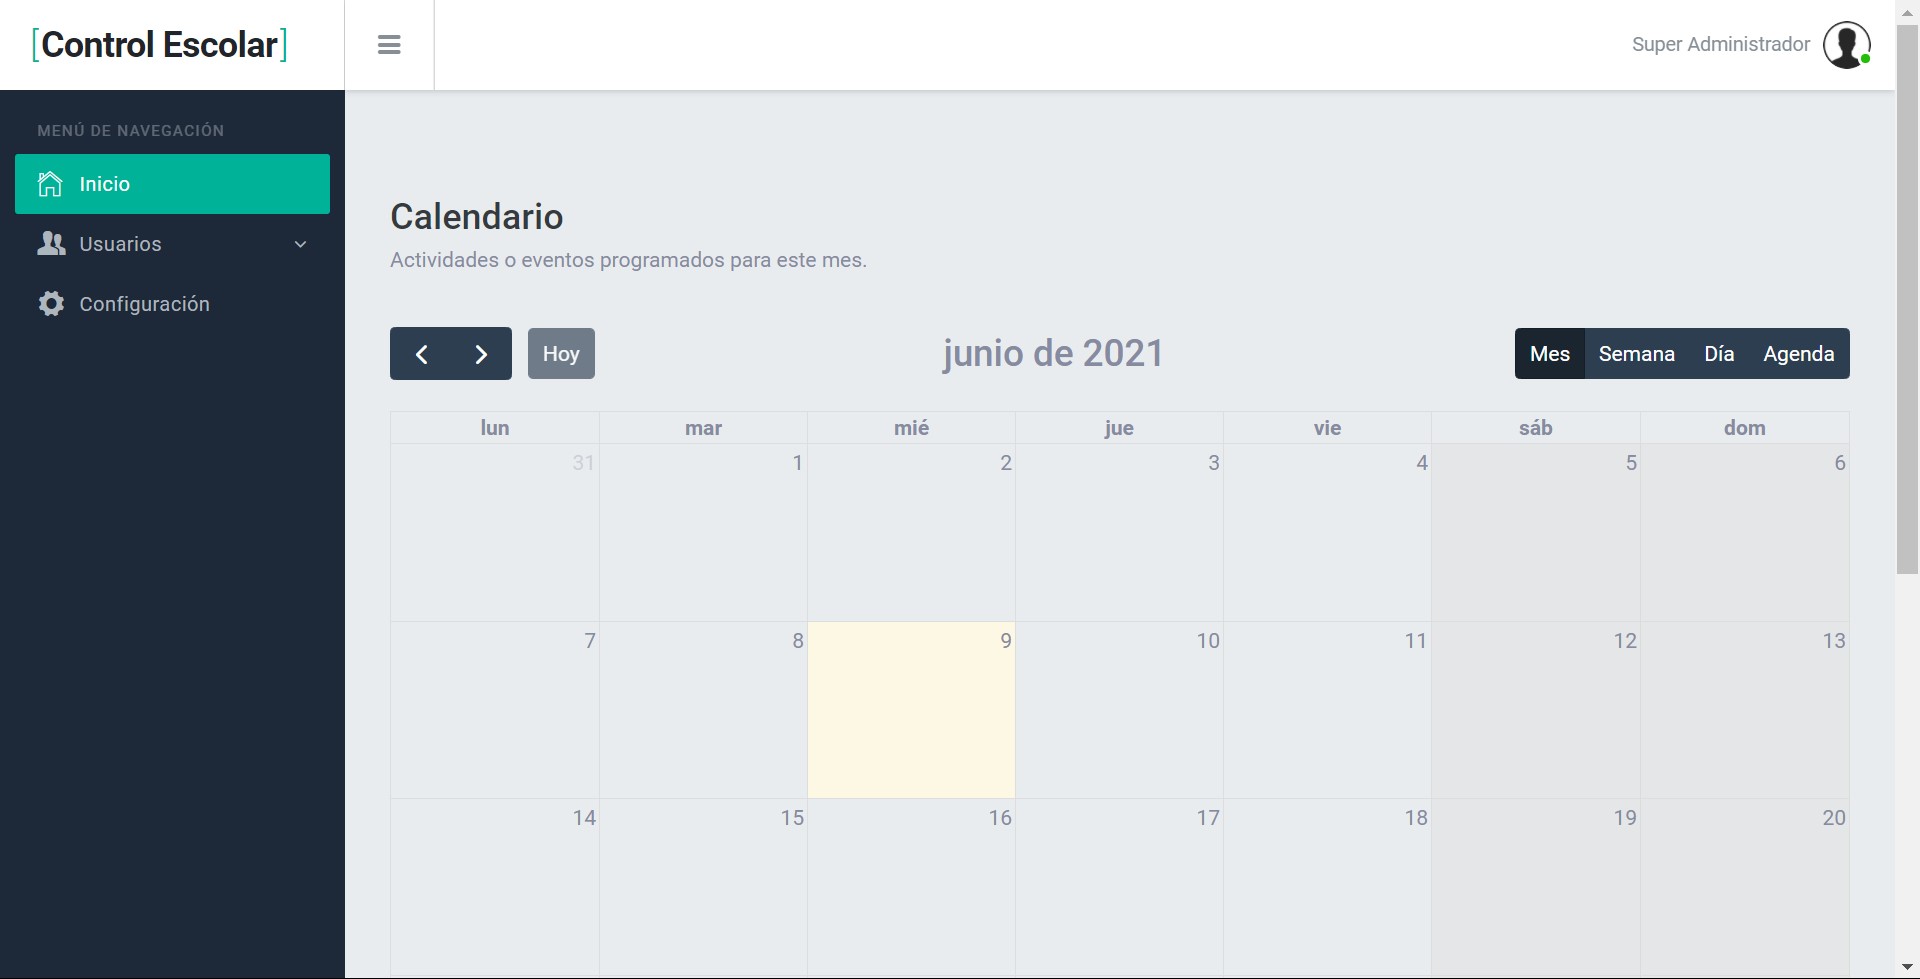 [Control Escolar]
Super Administrador
MENÚ DE NAVEGACIÓN
Inicio
Usuarios
Configuración
Calendario
Actividades o eventos programados para este mes.
Hoy
junio de 2021
Mes Semana Día Agenda
lun mar mié jue vie sáb dom
31 1 2 3 4 5 6
7 8 9 10 11 12 13
14 15 16 17 18 19 20